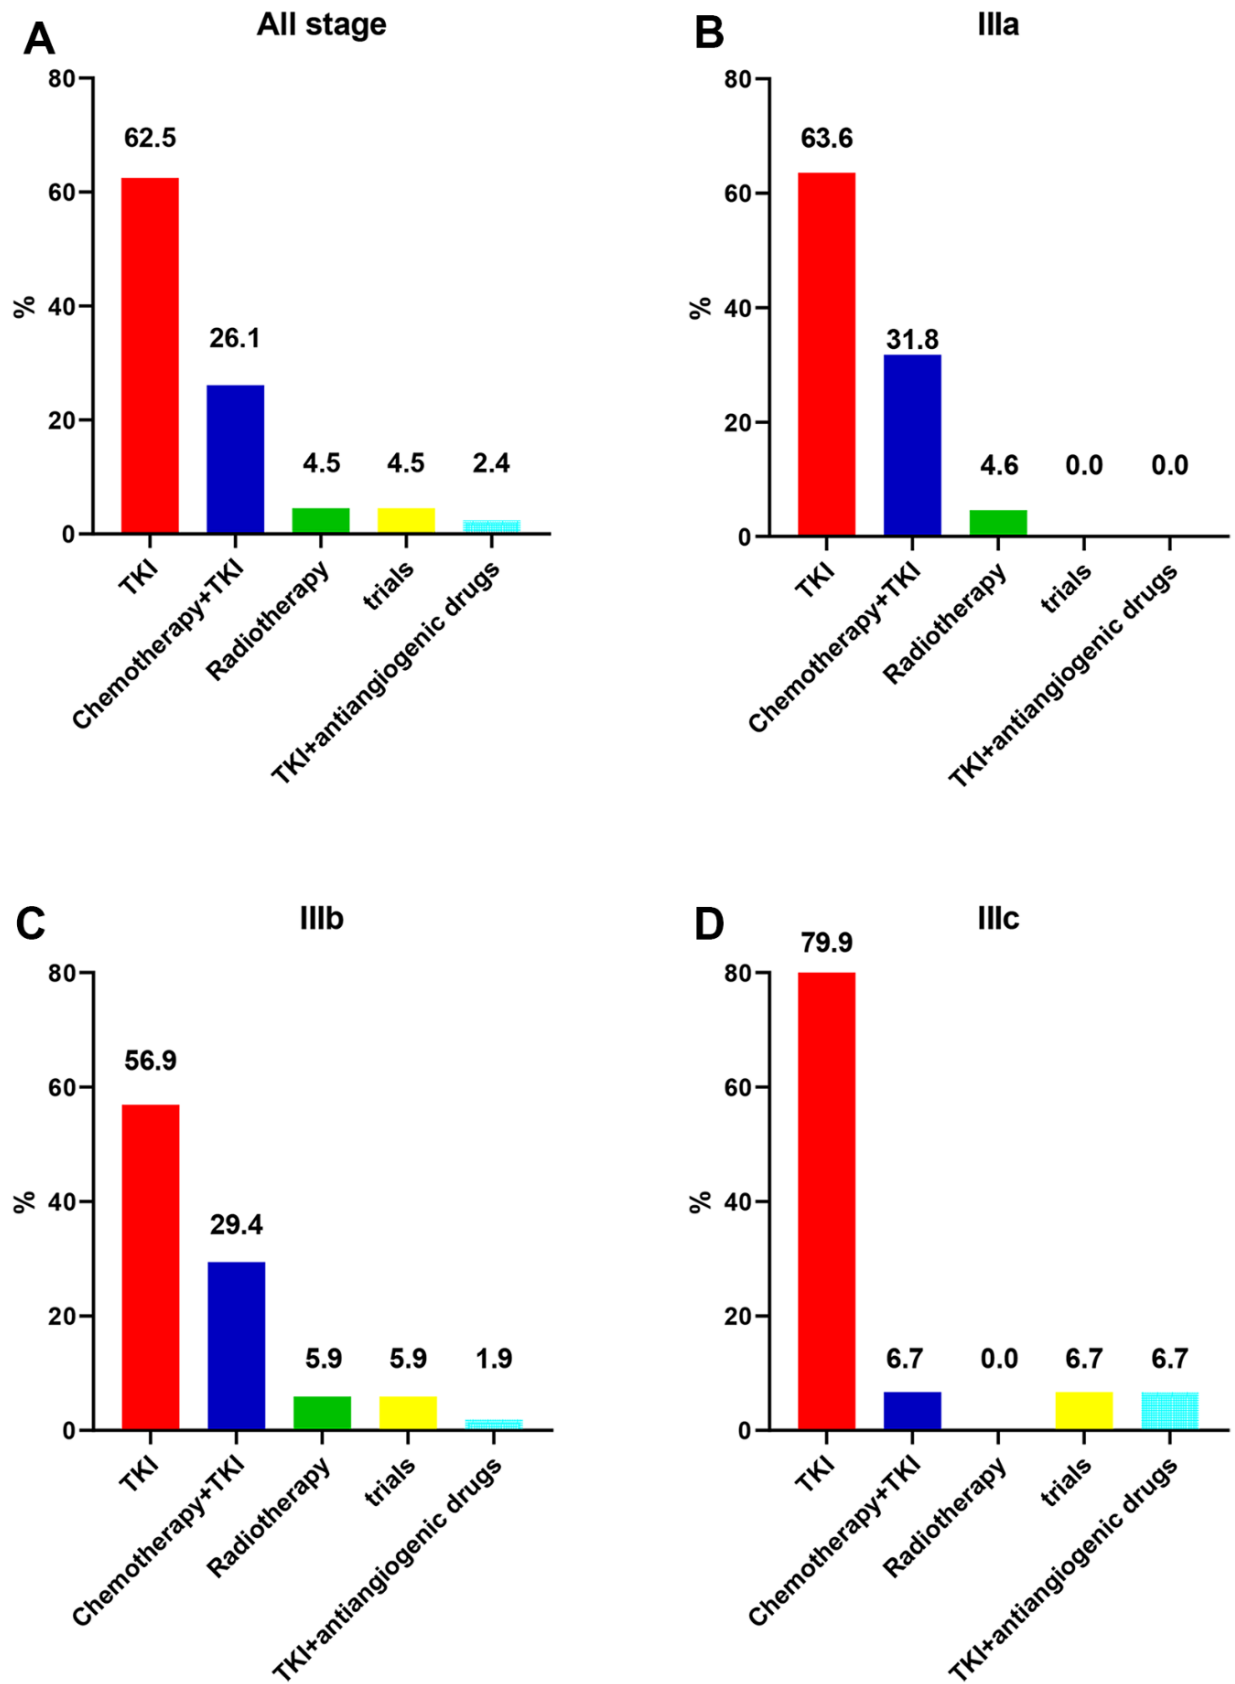 A
All stage
80
60
40
20
0
%
62.5
26.1
4.5
4.5
2.4
TKI
Chemotherapy+TKI
Radiotherapy
trials
TKI+antiangiogenic drugs
B
IIIa
80
60
40
20
0
%
63.6
31.8
4.6
0.0
0.0
TKI
Chemotherapy+TKI
Radiotherapy
trials
TKI+antiangiogenic drugs
C
IIIb
80
60
40
20
0
%
56.9
29.4
5.9
5.9
1.9
TKI
Chemotherapy+TKI
Radiotherapy
trials
TKI+antiangiogenic drugs
D
IIIc
80
60
40
20
0
%
79.9
6.7
0.0
6.7
6.7
TKI
Chemotherapy+TKI
Radiotherapy
trials
TKI+antiangiogenic drugs